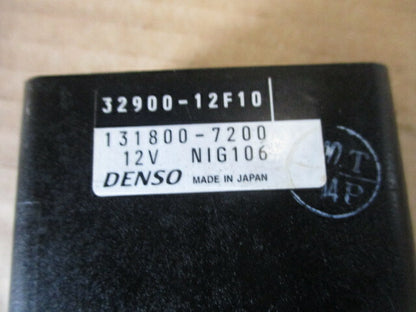 32900-12F10
131800-7200
12V NIG106
DENSO MADE IN JAPAN